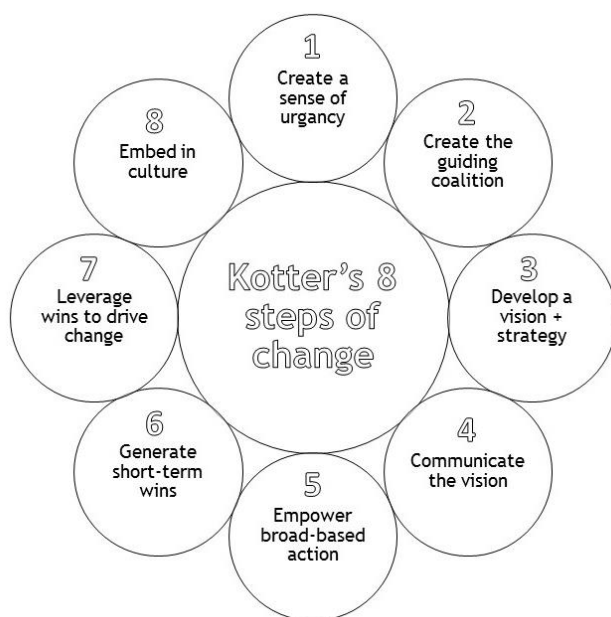 1
Create a
sense of
urgancy
2
Create the
guiding
coalition
3
Develop a
vision +
strategy
4
Communicate
the vision
5
Empower
broad-based
action
6
Generate
short-term
wins
7
Leverage
wins to drive
change
8
Embed in
culture
Kotter's 8
steps of
change